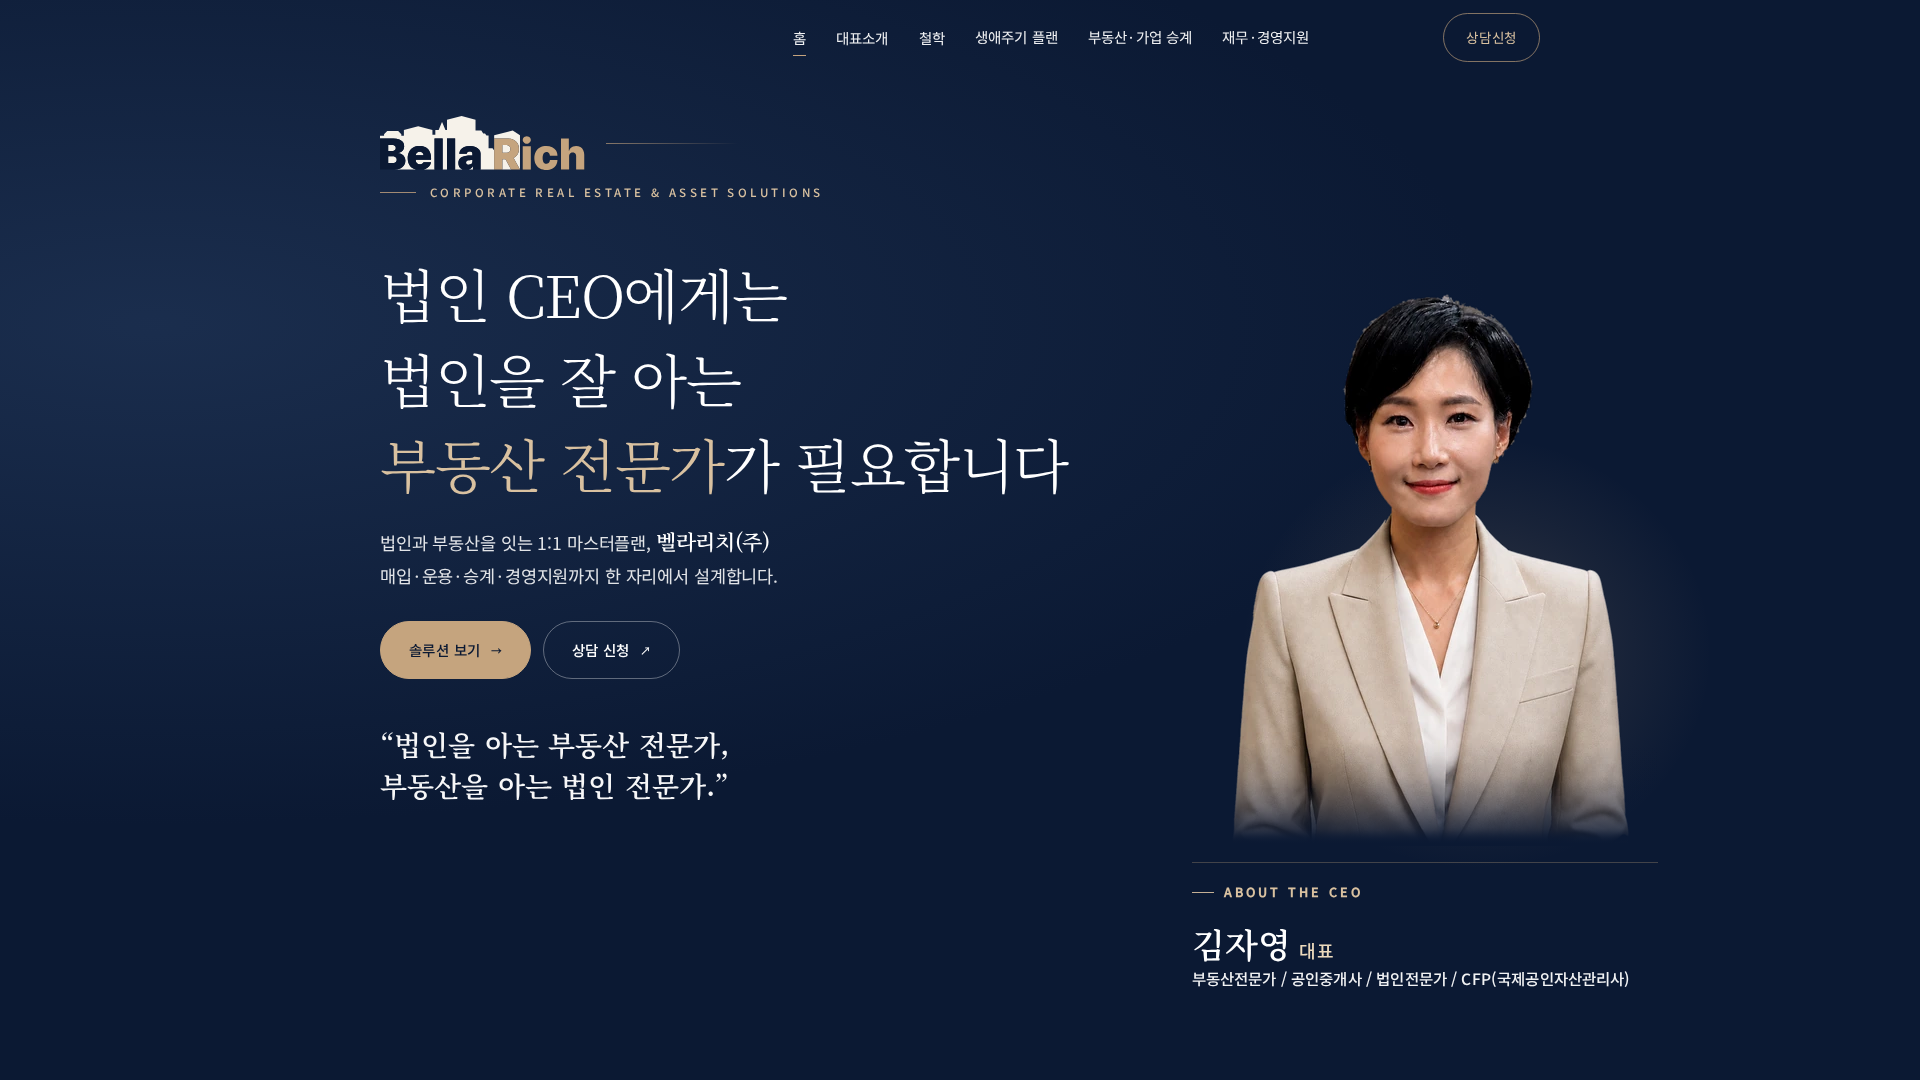 홈 대표소개 철학 생애주기 플랜 부동산·가업 승계 재무·경영지원 상담신청
Bella Rich
CORPORATE REAL ESTATE & ASSET SOLUTIONS
법인 CEO에게는
법인을 잘 아는
부동산 전문가가 필요합니다
법인과 부동산을 잇는 1:1 마스터플랜, 벨라리치(주)
매입·운용·승계·경영지원까지 한 자리에서 설계합니다.
솔루션 보기 → 상담 신청 ↗
“법인을 아는 부동산 전문가,
부동산을 아는 법인 전문가.”
ABOUT THE CEO
김자영 대표
부동산전문가 / 공인중개사 / 법인전문가 / CFP(국제공인자산관리사)